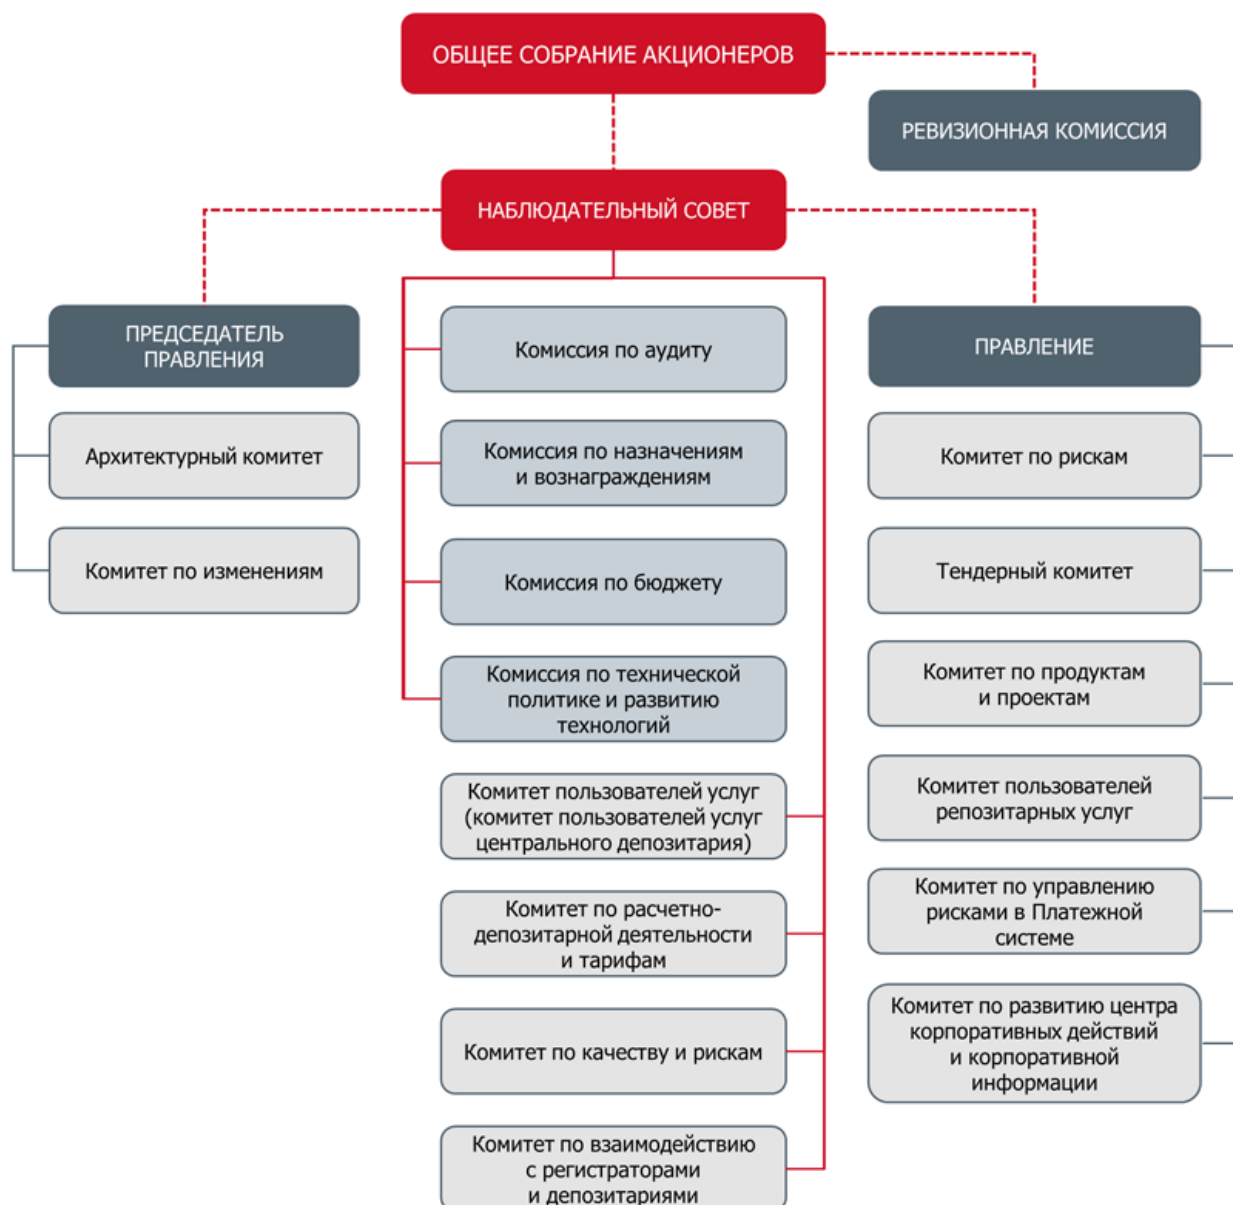 ОБЩЕЕ СОБРАНИЕ АКЦИОНЕРОВ
РЕВИЗИОННАЯ КОМИССИЯ
НАБЛЮДАТЕЛЬНЫЙ СОВЕТ
ПРЕДСЕДАТЕЛЬ
ПРАВЛЕНИЯ
Архитектурный комитет
Комитет по изменениям
Комиссия по аудиту
Комиссия по назначениям
и вознаграждениям
Комиссия по бюджету
Комиссия по технической
политике и развитию
технологий
Комитет пользователей услуг
(комитет пользователей услуг
центрального депозитария)
Комитет по расчетно-
депозитарной деятельности
и тарифам
Комитет по качеству и рискам
Комитет по взаимодействию
с регистраторами
и депозитариями
ПРАВЛЕНИЕ
Комитет по рискам
Тендерный комитет
Комитет по продуктам
и проектам
Комитет пользователей
репозитарных услуг
Комитет по управлению
рисками в Платежной
системе
Комитет по развитию центра
корпоративных действий
и корпоративной
информации